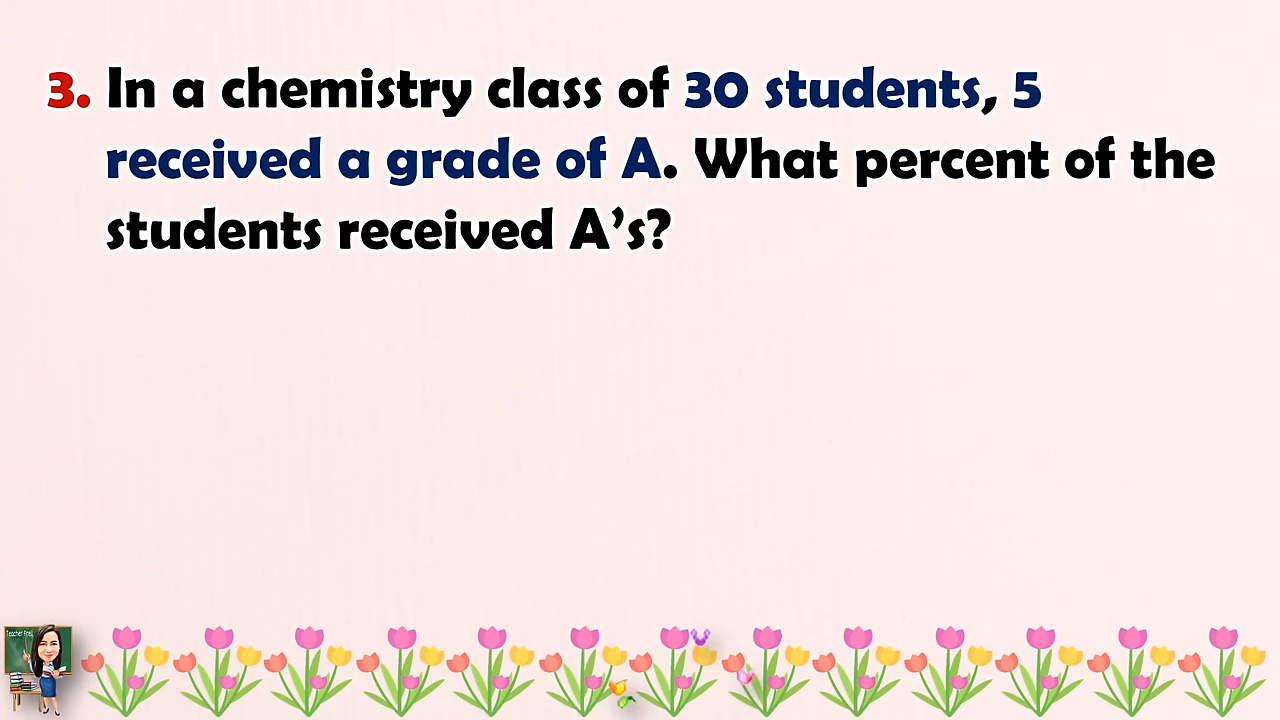 3. In a chemistry class of 30 students, 5
received a grade of A. What percent of the
students received A’s?